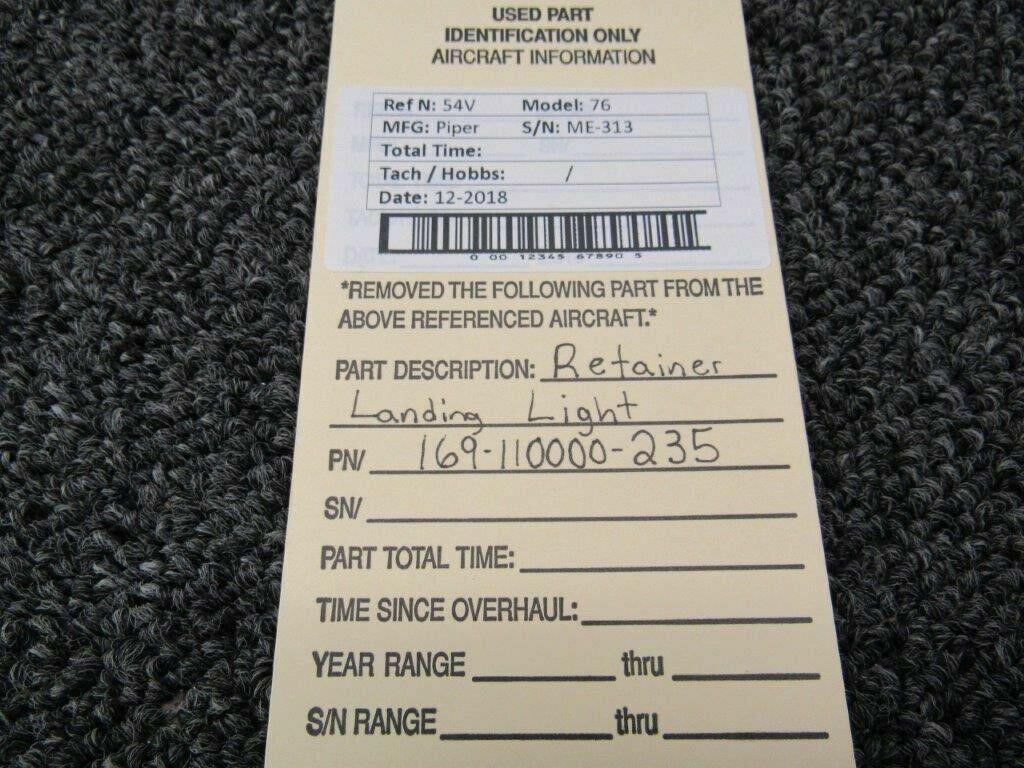 USED PART
IDENTIFICATION ONLY
AIRCRAFT INFORMATION
Ref N: 54V Model: 76
MFG: Piper S/N: ME-313
Total Time:
Tach / Hobbs: /
Date: 12-2018
0 00 12345 67890 5
*REMOVED THE FOLLOWING PART FROM THE
ABOVE REFERENCED AIRCRAFT.*
PART DESCRIPTION: Retainer
Landing Light
PN/ 169-110000-235
SN/
PART TOTAL TIME:
TIME SINCE OVERHAUL:
YEAR RANGE thru
S/N RANGE thru